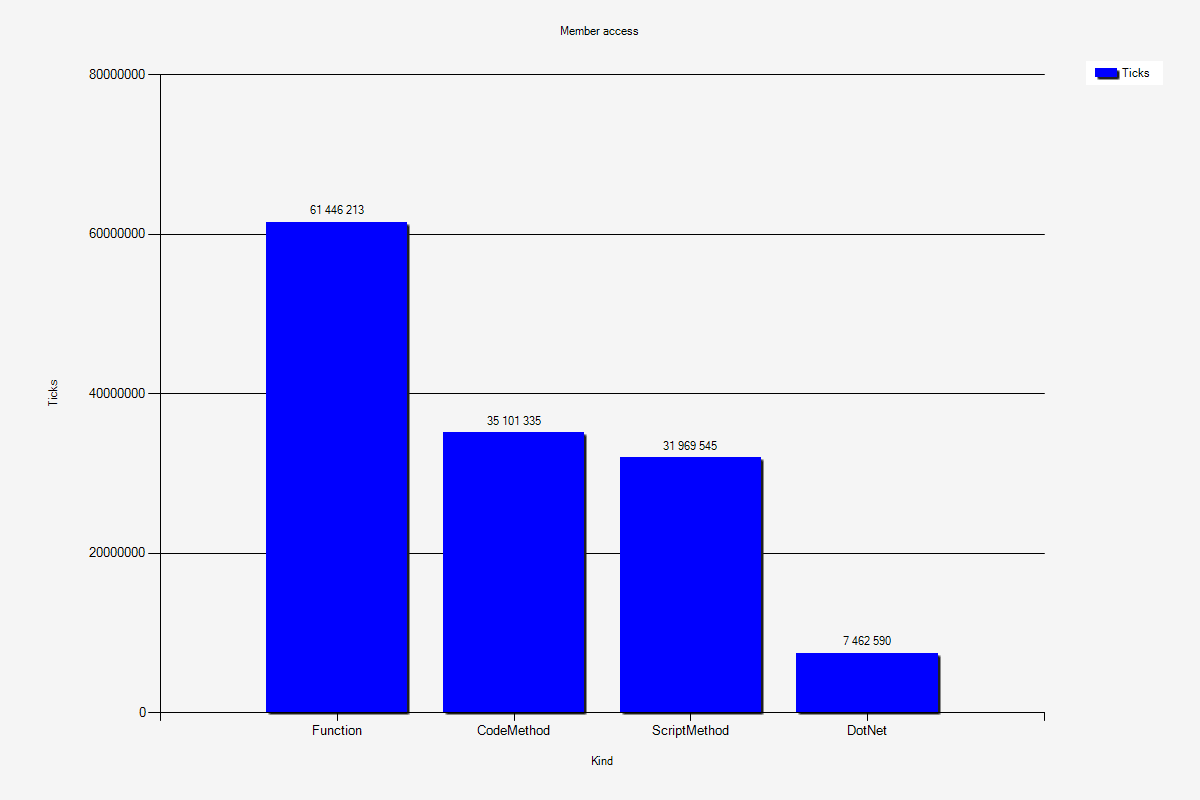 Member access
Ticks
80000000
61 446 213
60000000
Ticks
40000000
35 101 335
31 969 545
20000000
7 462 590
0
Function CodeMethod ScriptMethod DotNet
Kind